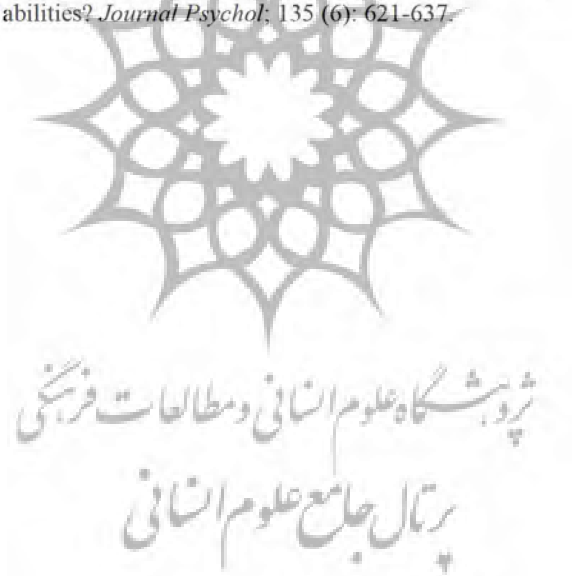 abilities? Journal Psychol; 135 (6): 621-637.
پژوهشگاه علوم انسانی و مطالعات فرهنگی
پرتال جامع علوم انسانی